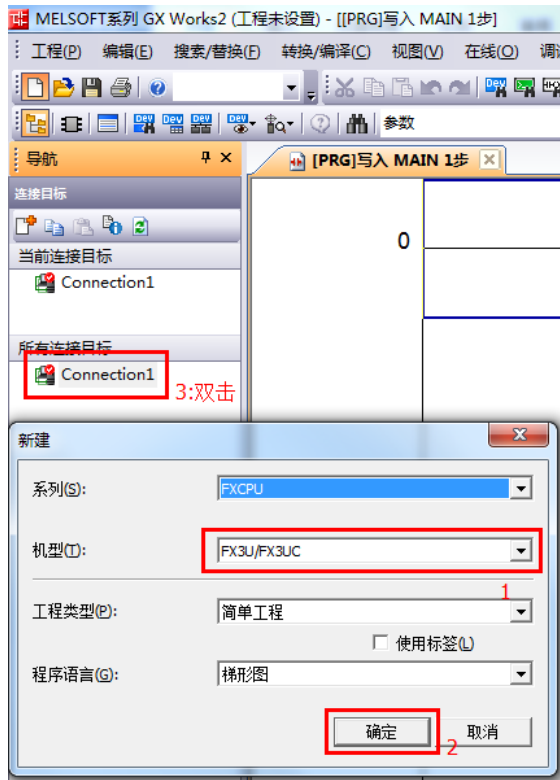 MELSOFT系列 GX Works2 (工程未设置) - [[PRG]写入 MAIN 1步]
工程(P) 编辑(E) 搜素/替换(F) 转换/编译(C) 视图(V) 在线(O) 调
参数
导航
[PRG]写入 MAIN 1步
连接目标
当前连接目标
0
Connection1
所有连接目标
Connection1
3:双击
新建
系列(S): FXCPU
机型(T): FX3U/FX3UC
1
工程类型(P): 简单工程
使用标签(L)
程序语言(G): 梯形图
确定 取消
2